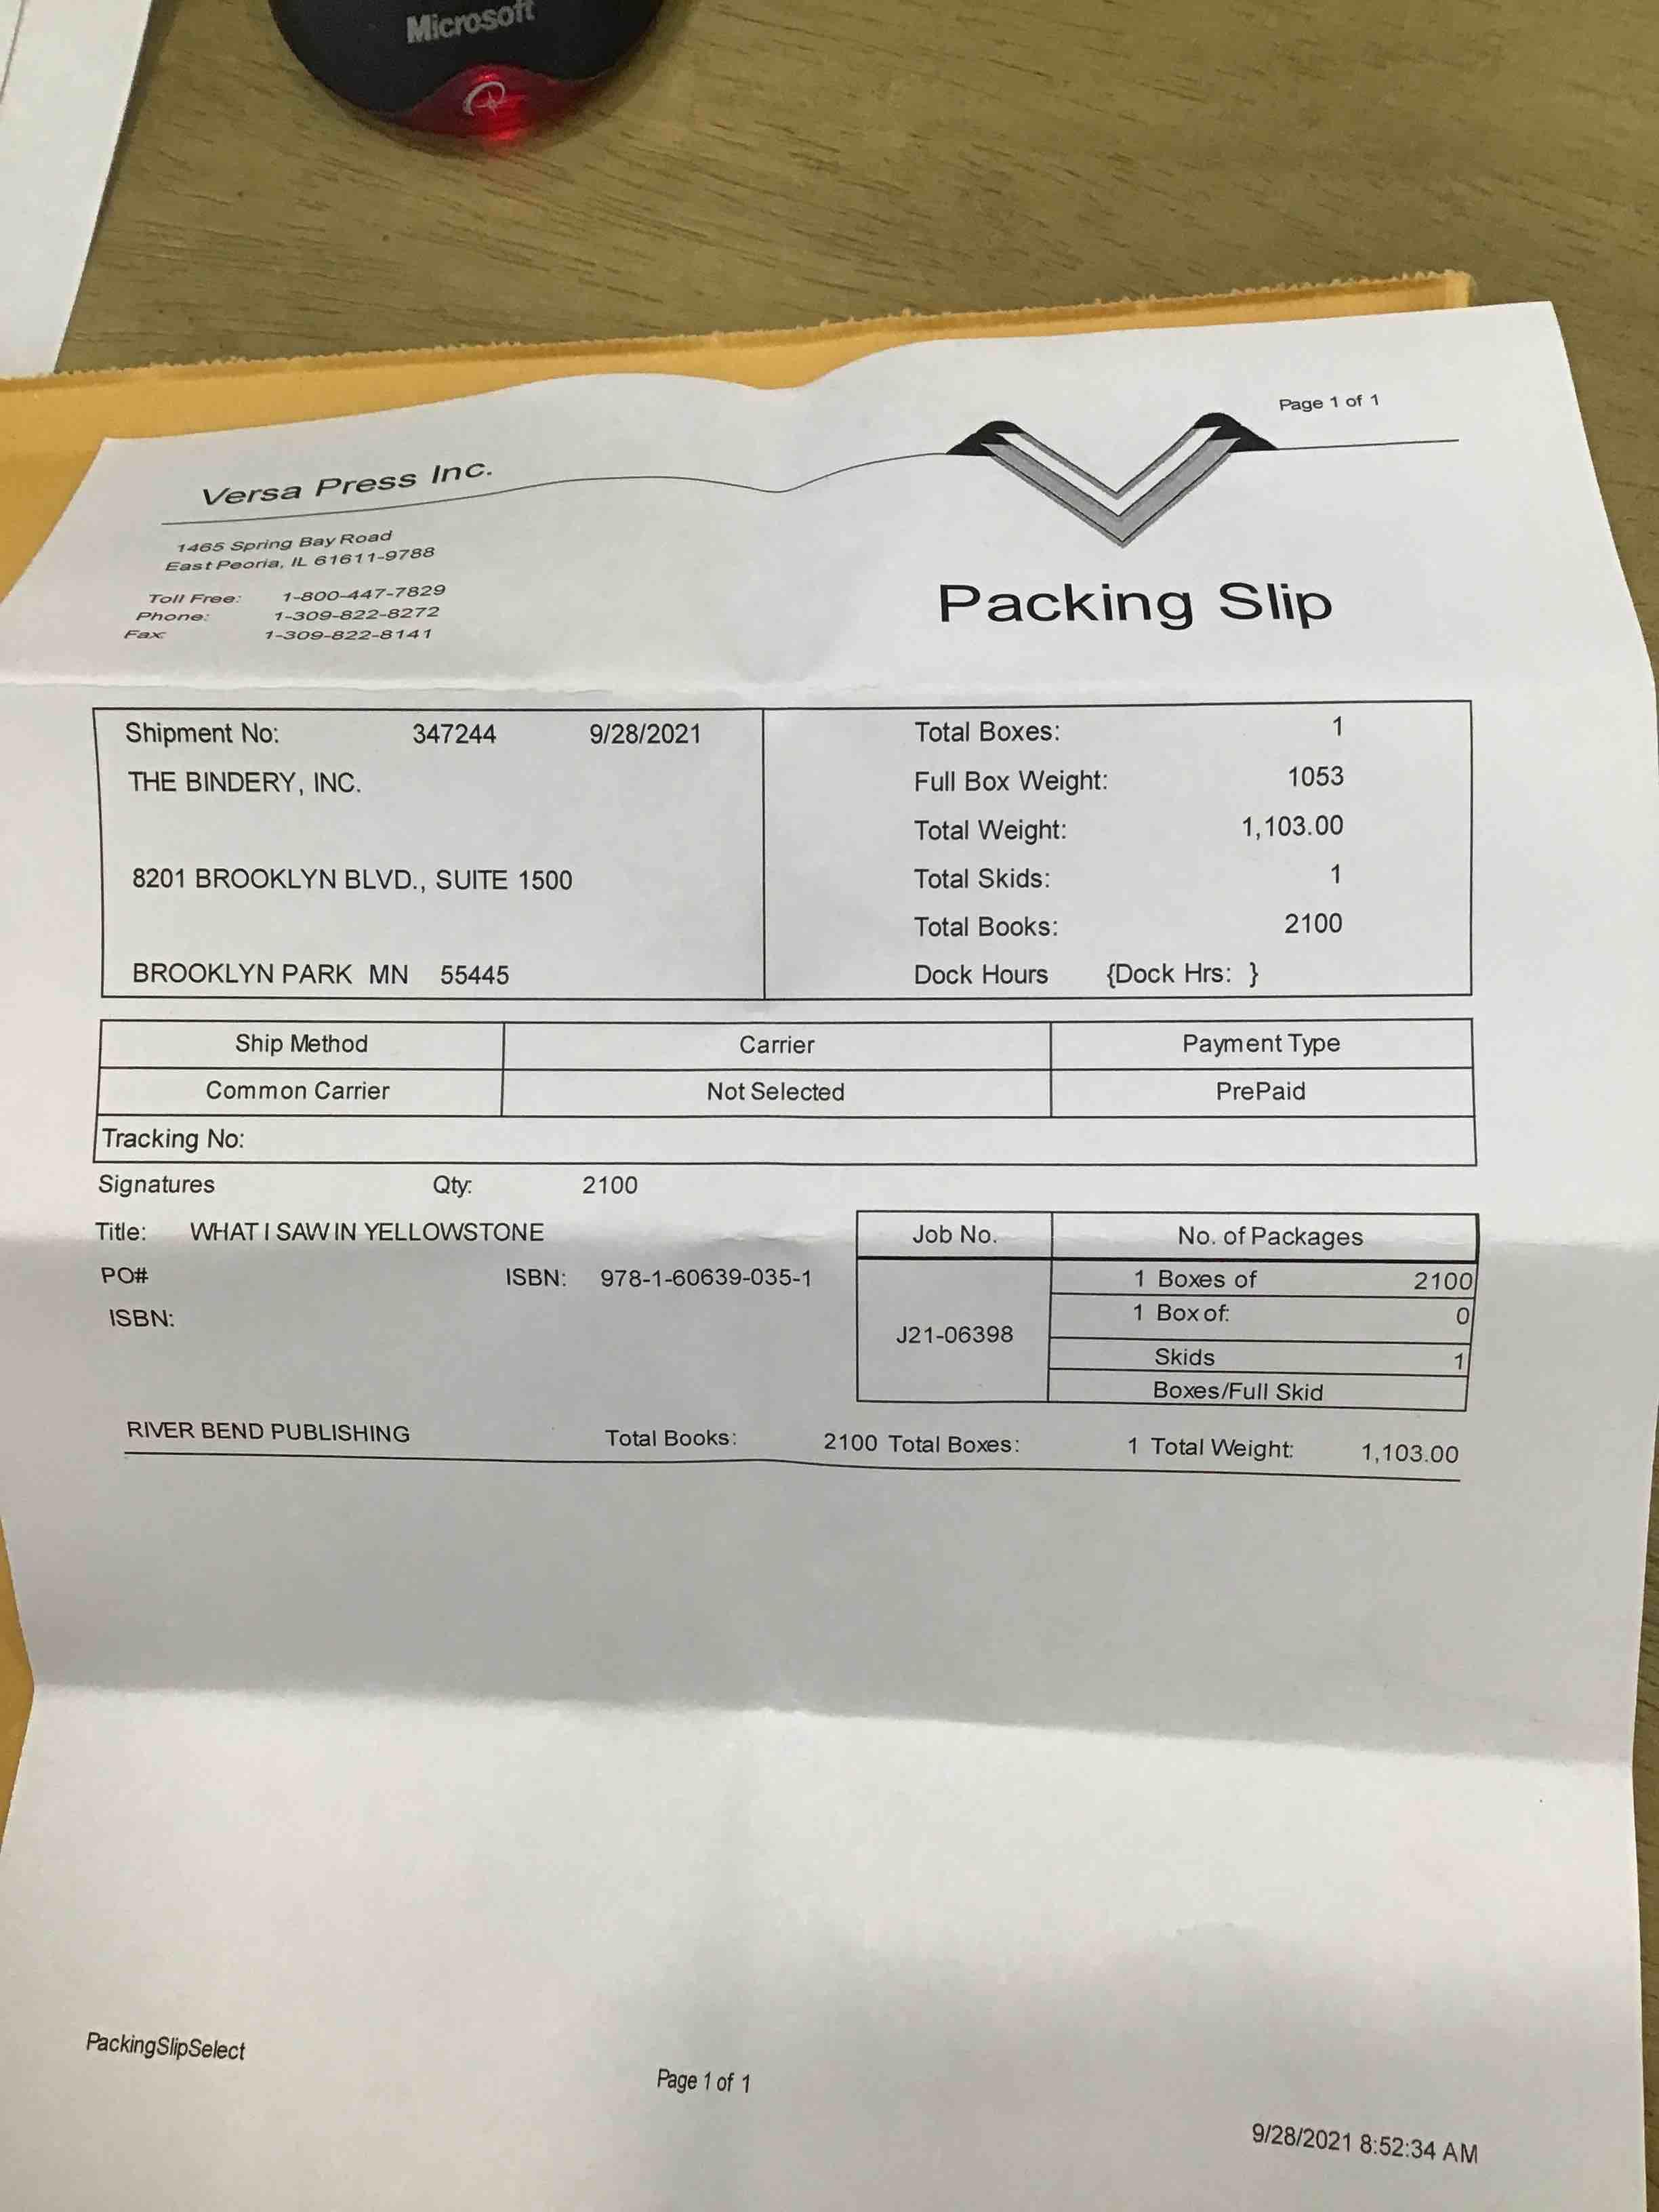 Microsoft
Page 1 of 1
Versa Press Inc.
1465 Spring Bay Road
East Peoria, IL 61611-9788
Toll Free: 1-800-447-7829
Phone: 1-309-822-8272
Fax: 1-309-822-8141
Packing Slip
Shipment No: 347244 9/28/2021
THE BINDERY, INC.
8201 BROOKLYN BLVD., SUITE 1500
BROOKLYN PARK MN 55445
Total Boxes: 1
Full Box Weight: 1053
Total Weight: 1,103.00
Total Skids: 1
Total Books: 2100
Dock Hours {Dock Hrs: }
Ship Method Carrier Payment Type
Common Carrier Not Selected PrePaid
Tracking No:
Signatures Qty: 2100
Title: WHAT I SAW IN YELLOWSTONE
PO# ISBN: 978-1-60639-035-1
ISBN:
Job No. No. of Packages
J21-06398
1 Boxes of 2100
1 Box of: 0
Skids 1
Boxes/Full Skid
RIVER BEND PUBLISHING Total Books: 2100 Total Boxes: 1 Total Weight: 1,103.00
PackingSlipSelect
Page 1 of 1
9/28/2021 8:52:34 AM